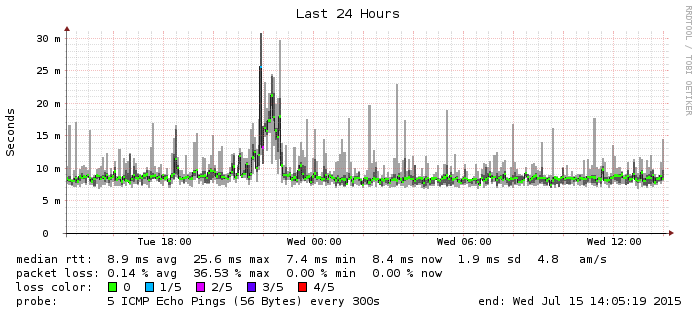 Last 24 Hours
RRDTOOL / TOBI OETIKER
Seconds
30 m
25 m
20 m
15 m
10 m
5 m
0
Tue 18:00 Wed 00:00 Wed 06:00 Wed 12:00
median rtt: 8.9 ms avg 25.6 ms max 7.4 ms min 8.4 ms now 1.9 ms sd 4.8 am/s
packet loss: 0.14 % avg 36.53 % max 0.00 % min 0.00 % now
loss color: 0 1/5 2/5 3/5 4/5
probe: 5 ICMP Echo Pings (56 Bytes) every 300s end: Wed Jul 15 14:05:19 2015